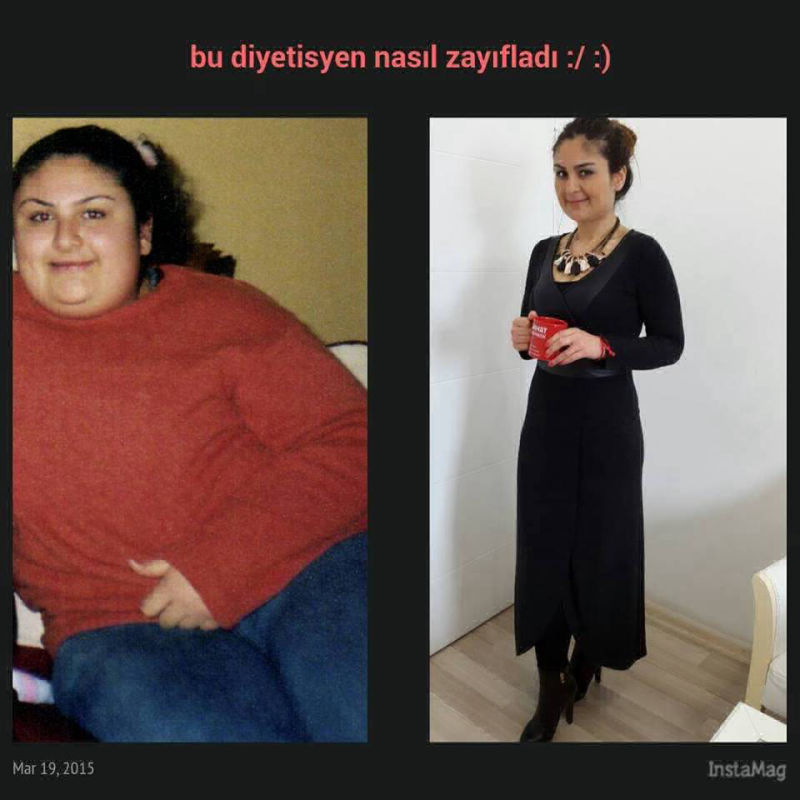 bu diyetisyen nasıl zayıfladı :/ :)
Mar 19, 2015
InstaMag